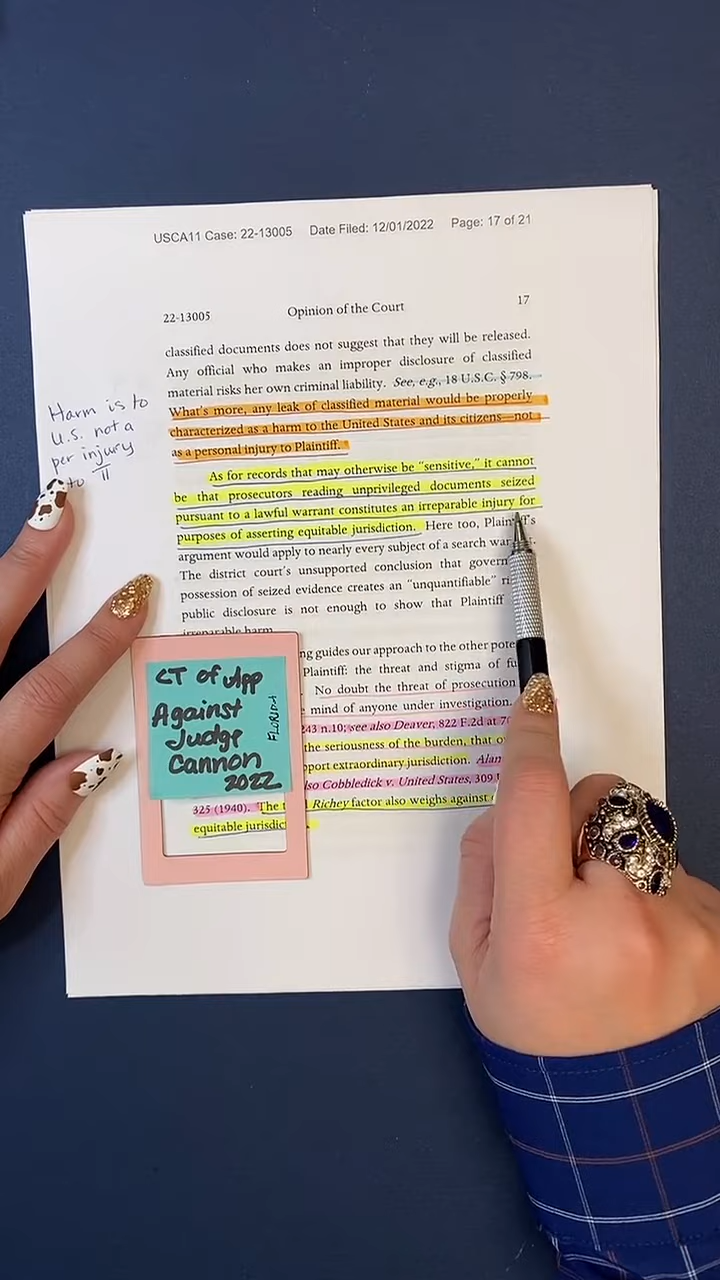 USCA11 Case: 22-13005 Date Filed: 12/01/2022 Page: 17 of 21
22-13005 Opinion of the Court 17
classified documents does not suggest that they will be released.
Any official who makes an improper disclosure of classified
material risks her own criminal liability. See, e.g., 18 U.S.C. § 798.
What's more, any leak of classified material would be properly
characterized as a harm to the United States and its citizens—not
as a personal injury to Plaintiff.
Harm is to
U.S. not a
per injury
to π
As for records that may otherwise be "sensitive," it cannot
be that prosecutors reading unprivileged documents seized
pursuant to a lawful warrant constitutes an irreparable injury for
purposes of asserting equitable jurisdiction. Here too, Plaintiff's
argument would apply to nearly every subject of a search
The district court's unsupported conclusion that
possession of seized evidence creates an "unquantifiable"
public disclosure is not enough to show that Plaintiff
irreparable harm.
guides our approach to the other
Plaintiff: the threat and stigma of
No doubt the threat of prosecution
mind of anyone under investigation.
243 n.10; see also Deaver, 822 F.2d at
the seriousness of the burden, that
extraordinary jurisdiction.
Cobbledick v. United States, 309
325 (1940). The Richey factor also weighs against
equitable
CT of App
Against
Judge
Cannon
2022
FLORIDA